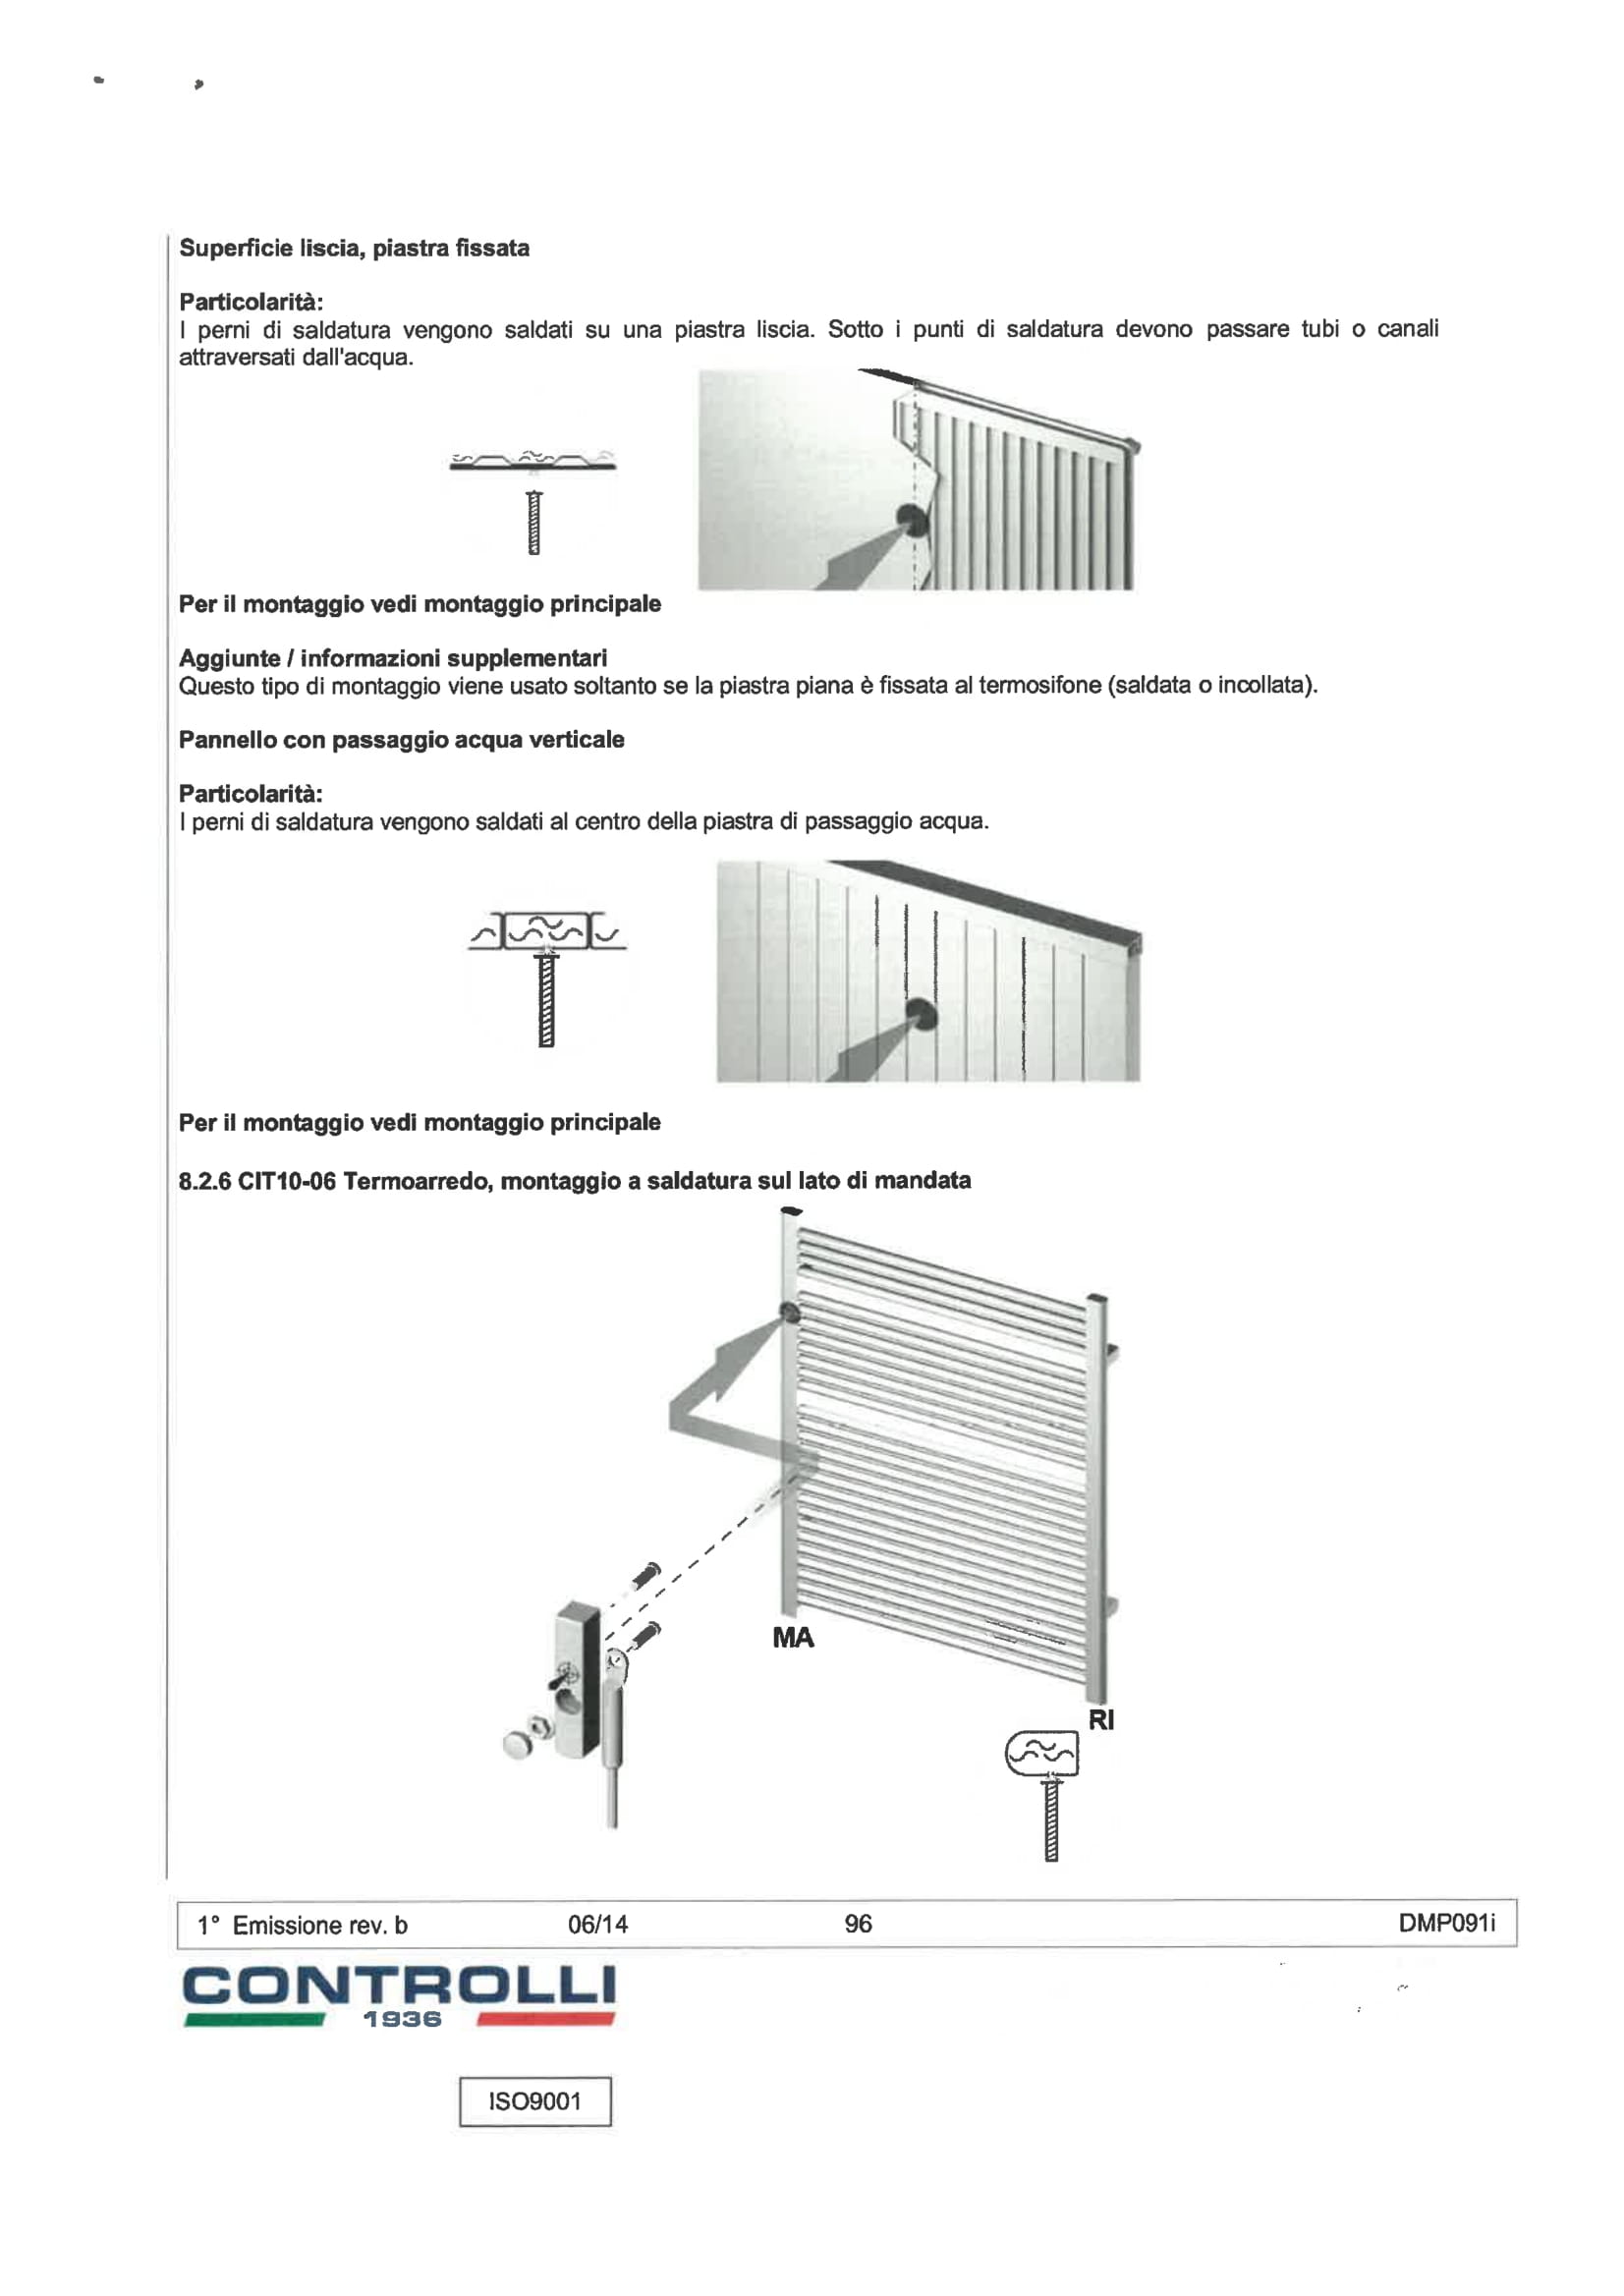 Superficie liscia, piastra fissata
Particolarità:
I perni di saldatura vengono saldati su una piastra liscia. Sotto i punti di saldatura devono passare tubi o canali
attraversati dall'acqua.
Per il montaggio vedi montaggio principale
Aggiunte / informazioni supplementari
Questo tipo di montaggio viene usato soltanto se la piastra piana è fissata al termosifone (saldata o incollata).
Pannello con passaggio acqua verticale
Particolarità:
I perni di saldatura vengono saldati al centro della piastra di passaggio acqua.
Per il montaggio vedi montaggio principale
8.2.6 CIT10-06 Termoarredo, montaggio a saldatura sul lato di mandata
MA
RI
1° Emissione rev. b 06/14 96 DMP091i
CONTROLLI
1936
ISO9001